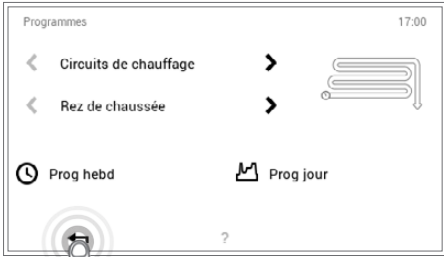 Programmes 17:00
Circuits de chauffage
Rez de chaussée
Prog hebd Prog jour
?